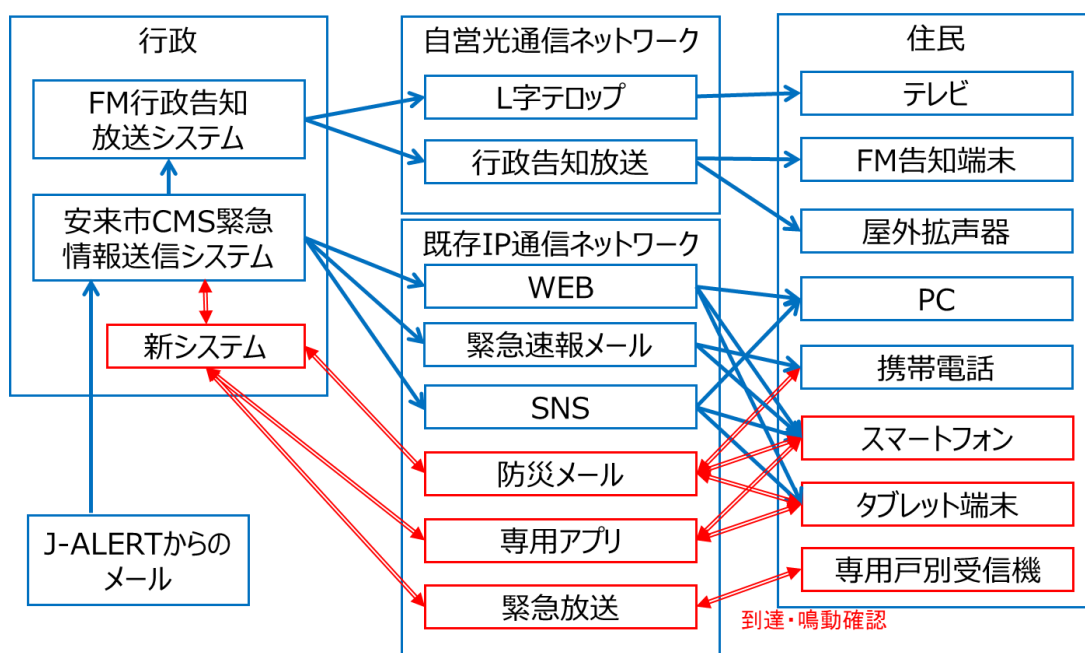 行政
FM行政告知
放送システム
安来市CMS緊急
情報送信システム
新システム
J-ALERTからの
メール
自営光通信ネットワーク
L字テロップ
行政告知放送
既存IP通信ネットワーク
WEB
緊急速報メール
SNS
防災メール
専用アプリ
緊急放送
住民
テレビ
FM告知端末
屋外拡声器
PC
携帯電話
スマートフォン
タブレット端末
専用戸別受信機
到達・鳴動確認